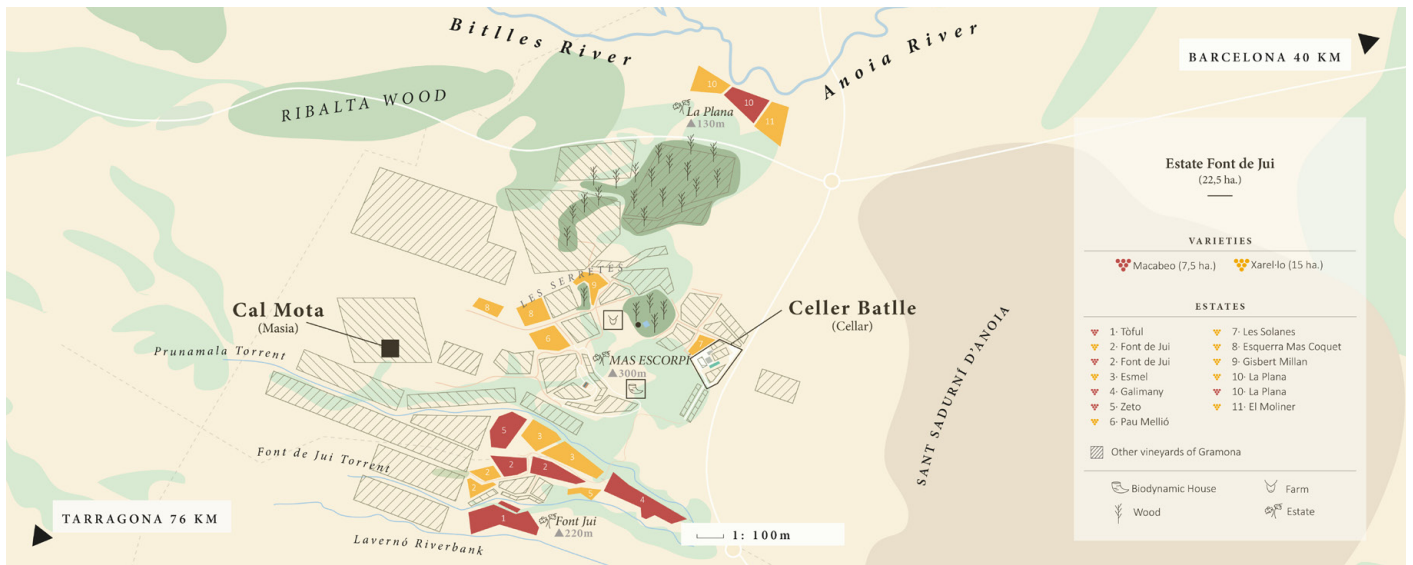 Bitlles River
Anoia River
BARCELONA 40 KM
RIBALTA WOOD
10
10
11
La Plana
130m
LES SERRETES
9
8
8
6
7
Cal Mota
(Masia)
Celler Batlle
(Cellar)
Prunamala Torrent
MAS ESCORPÍ
300m
SANT SADURNÍ D'ANOIA
5
3
3
Font de Jui Torrent
2
2
2
2
5
4
1
Font Jui
220m
TARRAGONA 76 KM
Lavernó Riverbank
1: 100m
Estate Font de Jui
(22,5 ha.)
VARIETIES
Macabeo (7,5 ha.)
Xarel·lo (15 ha.)
ESTATES
1· Tòful
2· Font de Jui
2· Font de Jui
3· Esmel
4· Galimany
5· Zeto
6· Pau Mellió
7· Les Solanes
8· Esquerra Mas Coquet
9· Gisbert Millan
10· La Plana
10· La Plana
11· El Moliner
Other vineyards of Gramona
Biodynamic House
Farm
Wood
Estate